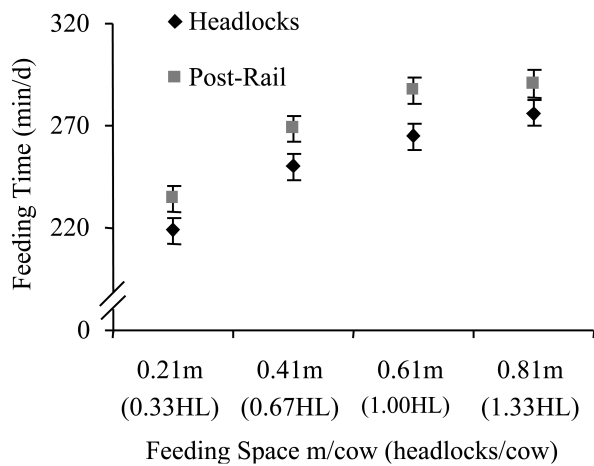 320
Headlocks
Post-Rail
270
220
0
Feeding Time (min/d)
0.21m 0.41m 0.61m 0.81m
(0.33HL) (0.67HL) (1.00HL) (1.33HL)
Feeding Space m/cow (headlocks/cow)